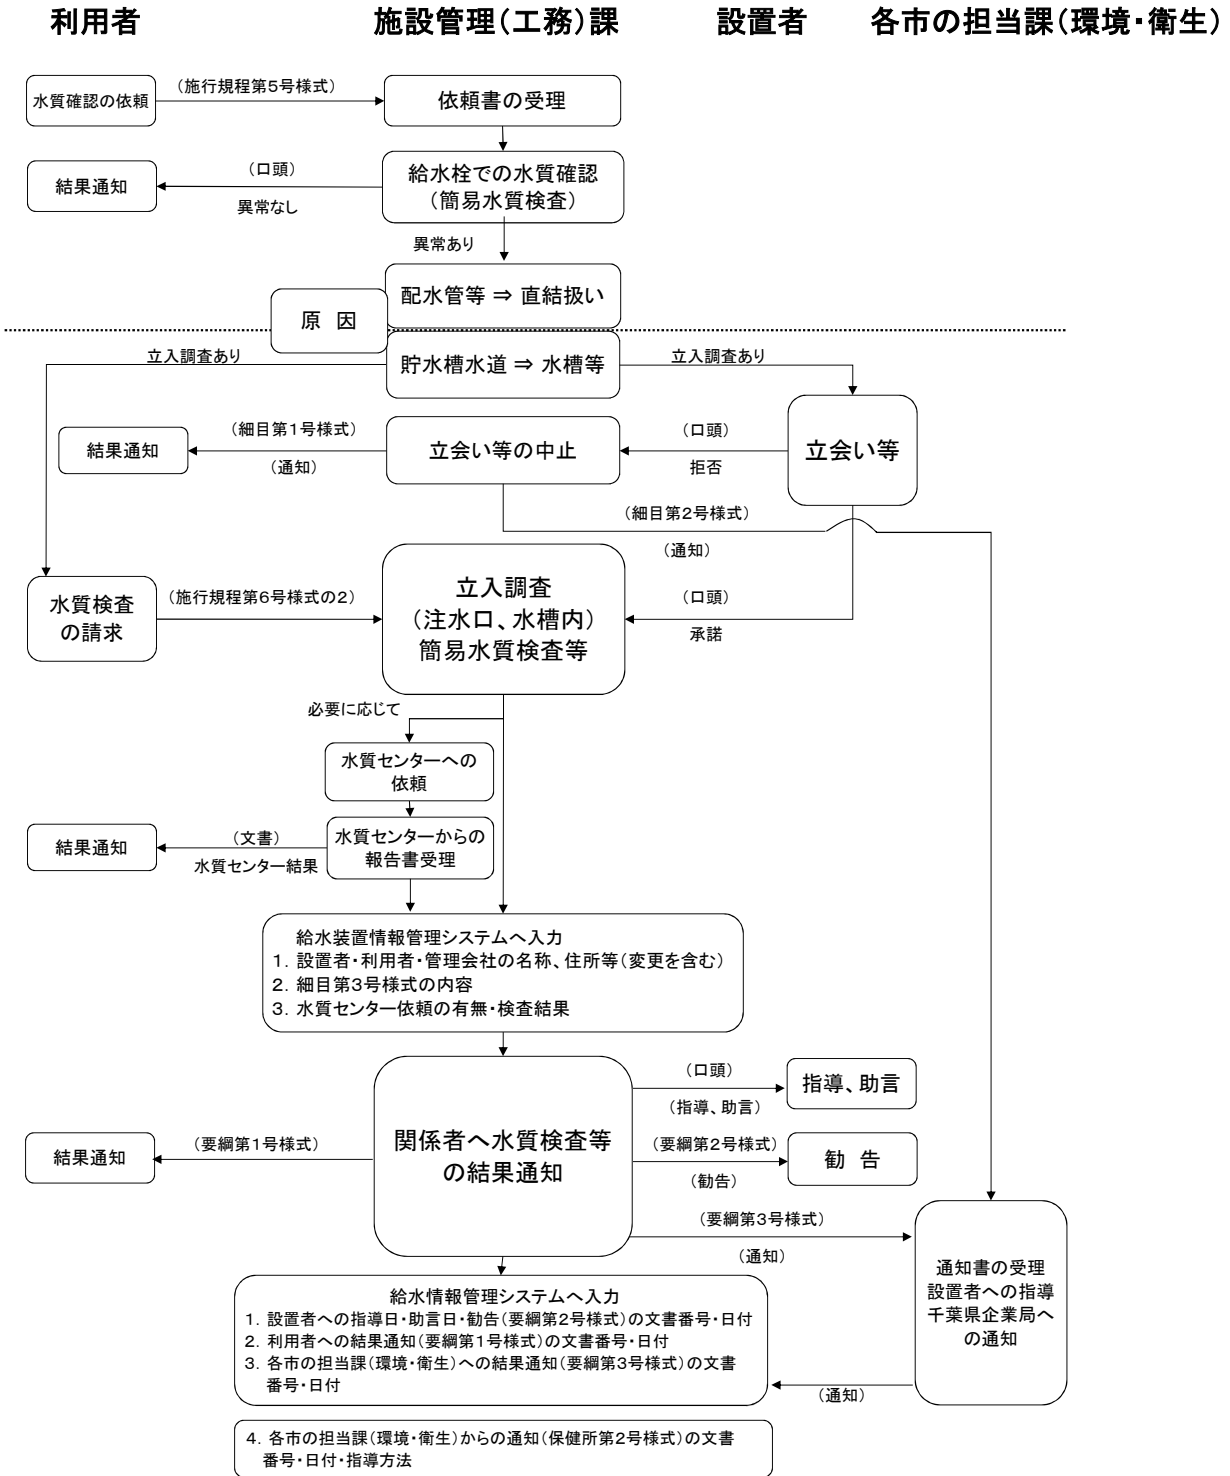 利用者
施設管理(工務)課
設置者
各市の担当課(環境・衛生)
水質確認の依頼
(施行規程第5号様式)
依頼書の受理
結果通知
(口頭)
異常なし
給水栓での水質確認
(簡易水質検査)
異常あり
原 因
配水管等 ⇒ 直結扱い
貯水槽水道 ⇒ 水槽等
立入調査あり
立入調査あり
結果通知
(細目第1号様式)
(通知)
立会い等の中止
(口頭)
拒否
立会い等
(細目第2号様式)
(通知)
水質検査
の請求
(施行規程第6号様式の2)
立入調査
(注水口、水槽内)
簡易水質検査等
(口頭)
承諾
必要に応じて
水質センターへの
依頼
結果通知
(文書)
水質センター結果
水質センターからの
報告書受理
給水装置情報管理システムへ入力
1. 設置者・利用者・管理会社の名称、住所等(変更を含む)
2. 細目第3号様式の内容
3. 水質センター依頼の有無・検査結果
結果通知
(要綱第1号様式)
関係者へ水質検査等
の結果通知
(口頭)
(指導、助言)
指導、助言
(要綱第2号様式)
(勧告)
勧 告
(要綱第3号様式)
(通知)
通知書の受理
設置者への指導
千葉県企業局へ
の通知
給水情報管理システムへ入力
1. 設置者への指導日・助言日・勧告(要綱第2号様式)の文書番号・日付
2. 利用者への結果通知(要綱第1号様式)の文書番号・日付
3. 各市の担当課(環境・衛生)への結果通知(要綱第3号様式)の文書
番号・日付
(通知)
4. 各市の担当課(環境・衛生)からの通知(保健所第2号様式)の文書
番号・日付・指導方法